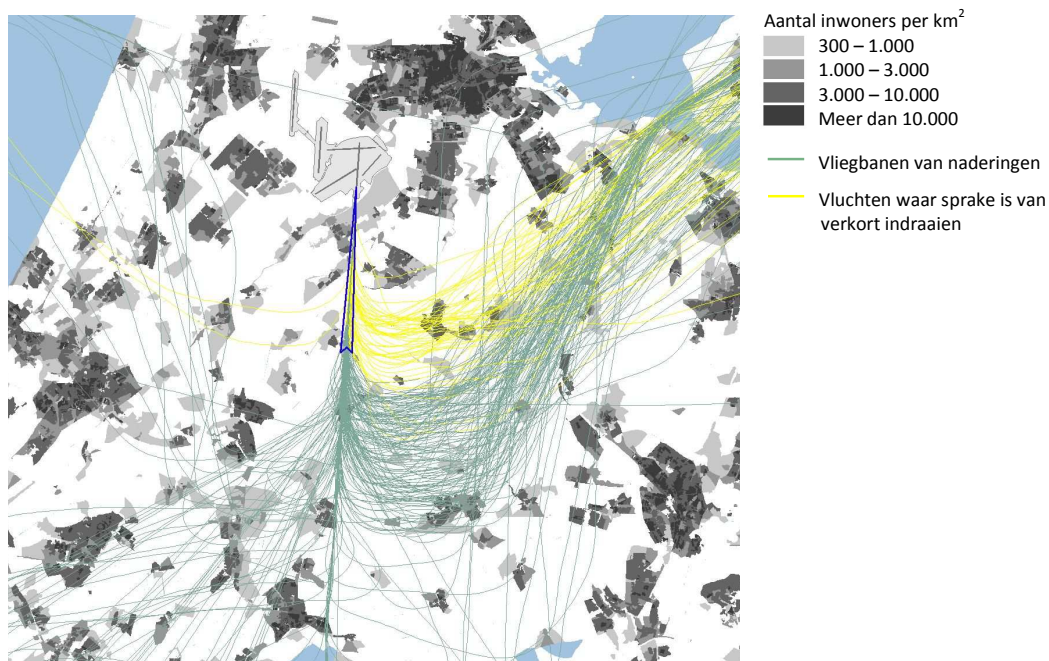 Aantal inwoners per km²
300 – 1.000
1.000 – 3.000
3.000 – 10.000
Meer dan 10.000
Vliegbanen van naderingen
Vluchten waar sprake is van
verkort indraaien